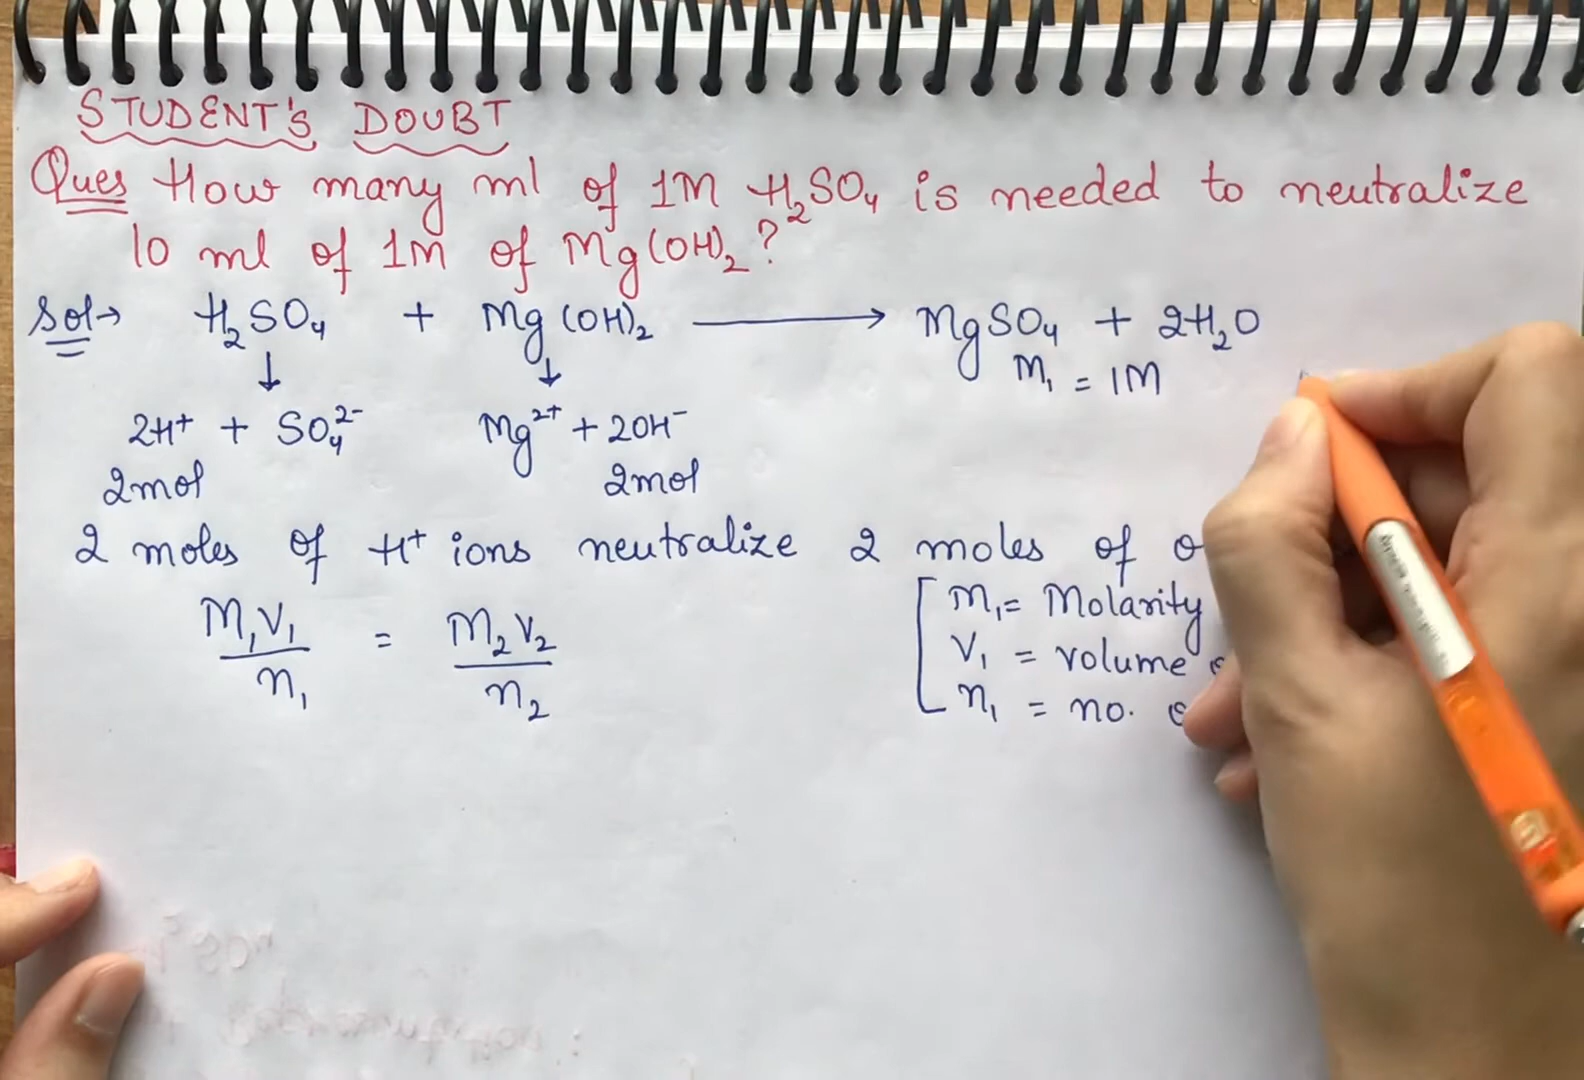 STUDENT'S DOUBT
Ques How many ml of 1M H₂SO₄ is needed to neutralize
10 ml of 1M of Mg(OH)₂?
Sol→ H₂SO₄ + Mg(OH)₂ ⟶ MgSO₄ + 2H₂O
↓ ↓ M₁ = 1M
2H⁺ + SO₄²⁻ Mg²⁺ + 2OH⁻
2mol 2mol
2 moles of H⁺ ions neutralize 2 moles of
M₁V₁/n₁ = M₂V₂/n₂
M₁ = Molarity
V₁ = volume
n₁ = no.